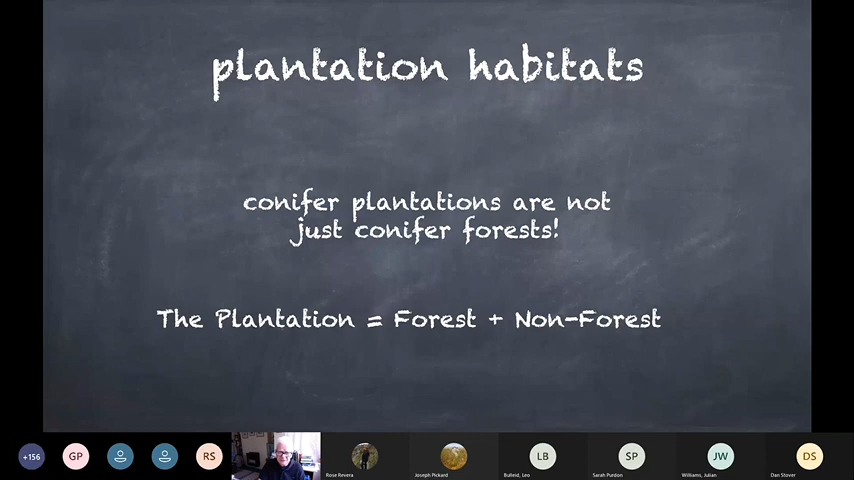 plantation habitats
conifer plantations are not
just conifer forests!
The Plantation = Forest + Non-Forest
+156
GP
RS
Rose Revera
Joseph Pickard
LB
Bulleid, Leo
SP
Sarah Purdon
JW
Williams, Julian
DS
Dan Stover